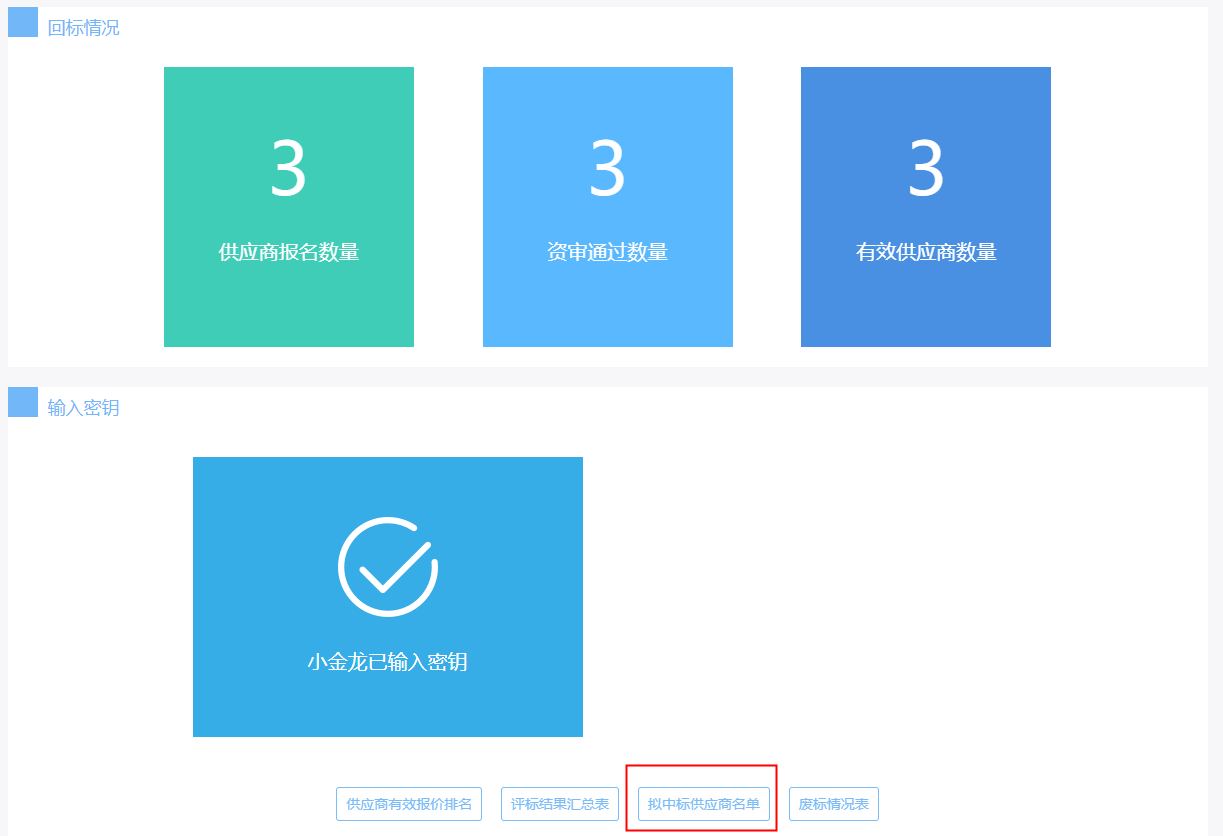 回标情况
3
供应商报名数量
3
资审通过数量
3
有效供应商数量
输入密钥
小金龙已输入密钥
供应商有效报价排名
评标结果汇总表
拟中标供应商名单
废标情况表